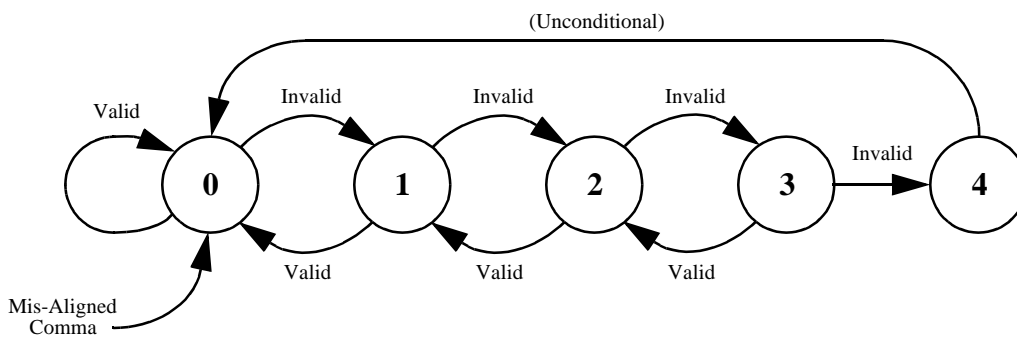 (Unconditional)
Valid
Invalid
Invalid
Invalid
Invalid
0
1
2
3
4
Valid
Valid
Valid
Mis-Aligned
Comma